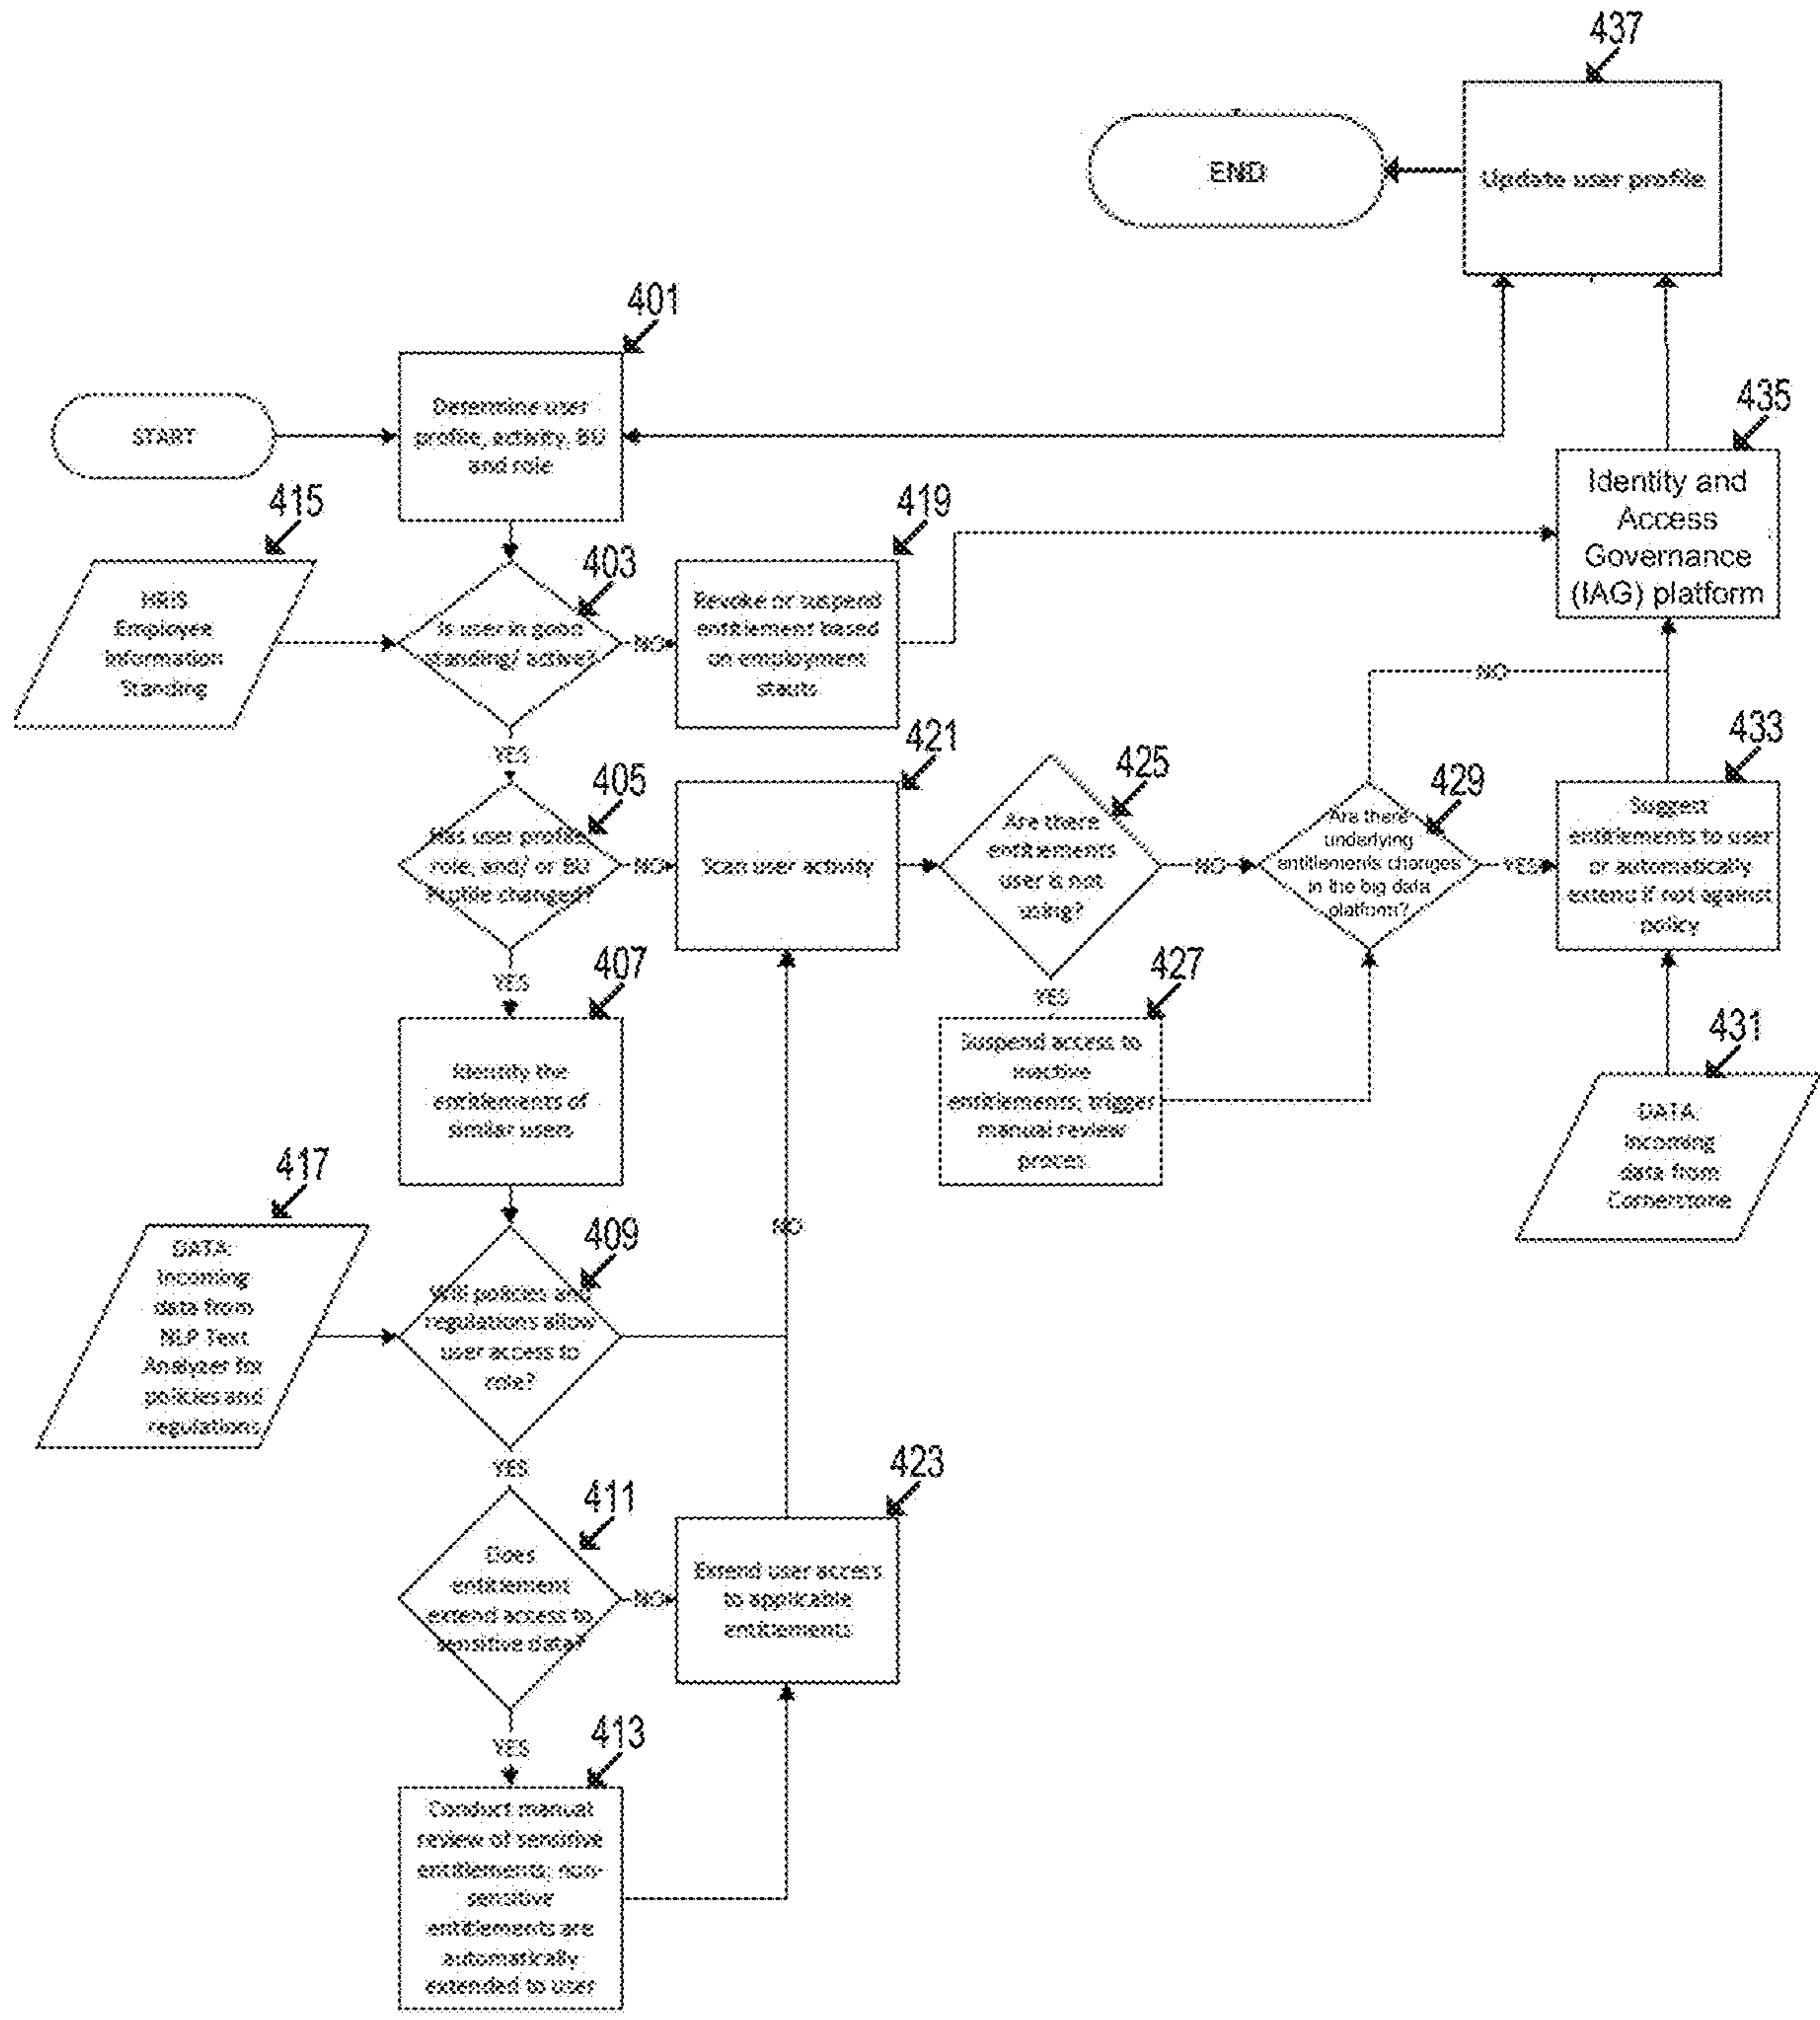 437
END
Update user profile
401
START
Determine user
profile, activity, BU
and role
435
Identity and
Access
Governance
(IAG) platform
415
HRIS
Employee
Information
Standing
403
Is user in good
standing/ active?
NO
419
Revoke or suspend
entitlement based
on employment
stauts
YES
405
Has user profile,
role, and/ or BU
Profile changed?
NO
421
Scan user activity
425
Are there
entitlements
user is not
using?
NO
429
Are there
underlying
entitlements changes
in the big data
platform?
NO
YES
433
Suggest
entitlements to user
or automatically
extend if not against
policy
YES
407
Identify the
entitlements of
similar users
YES
427
Suspend access to
inactive
entitlements; trigger
manual review
proces
431
DATA:
Incoming
data from
Cornerstone
417
DATA:
Incoming
data from
NLP Text
Analyzer for
policies and
regulations
409
Will policies and
regulations allow
user access to
role?
NO
YES
411
Does
entitlement
extend access to
sensitive data?
NO
423
Extend user access
to applicable
entitlements
YES
413
Conduct manual
review of sensitive
entitlements; non-
sensitive
entitlements are
automatically
extended to user